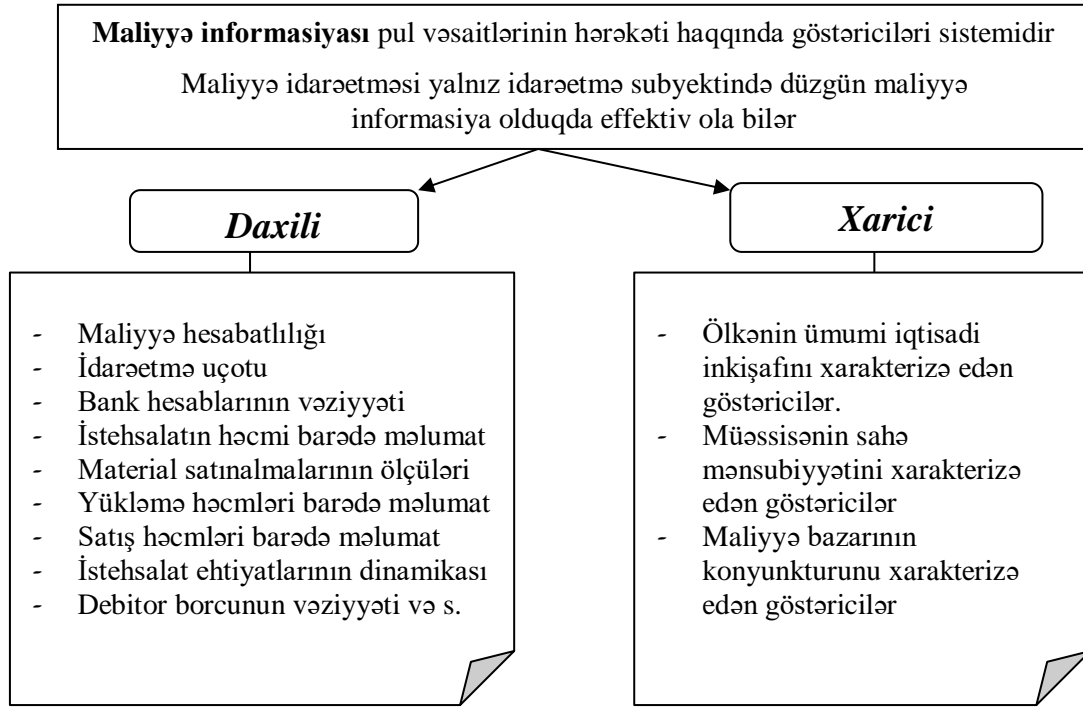 Maliyyə informasiyası pul vəsaitlərinin hərəkəti haqqında göstəriciləri sistemidir
Maliyyə idarəetməsi yalnız idarəetmə subyektində düzgün maliyyə
informasiya olduqda effektiv ola bilər
Daxili
- Maliyyə hesabatlılığı
- İdarəetmə uçotu
- Bank hesablarının vəziyyəti
- İstehsalatın həcmi barədə məlumat
- Material satınalmalarının ölçüləri
- Yükləmə həcmləri barədə məlumat
- Satış həcmləri barədə məlumat
- İstehsalat ehtiyatlarının dinamikası
- Debitor borcunun vəziyyəti və s.
Xarici
- Ölkənin ümumi iqtisadi
inkişafını xarakterizə edən
göstəricilər.
- Müəssisənin sahə
mənsubiyyətini xarakterizə
edən göstəricilər
- Maliyyə bazarının
konyunkturunu xarakterizə
edən göstəricilər